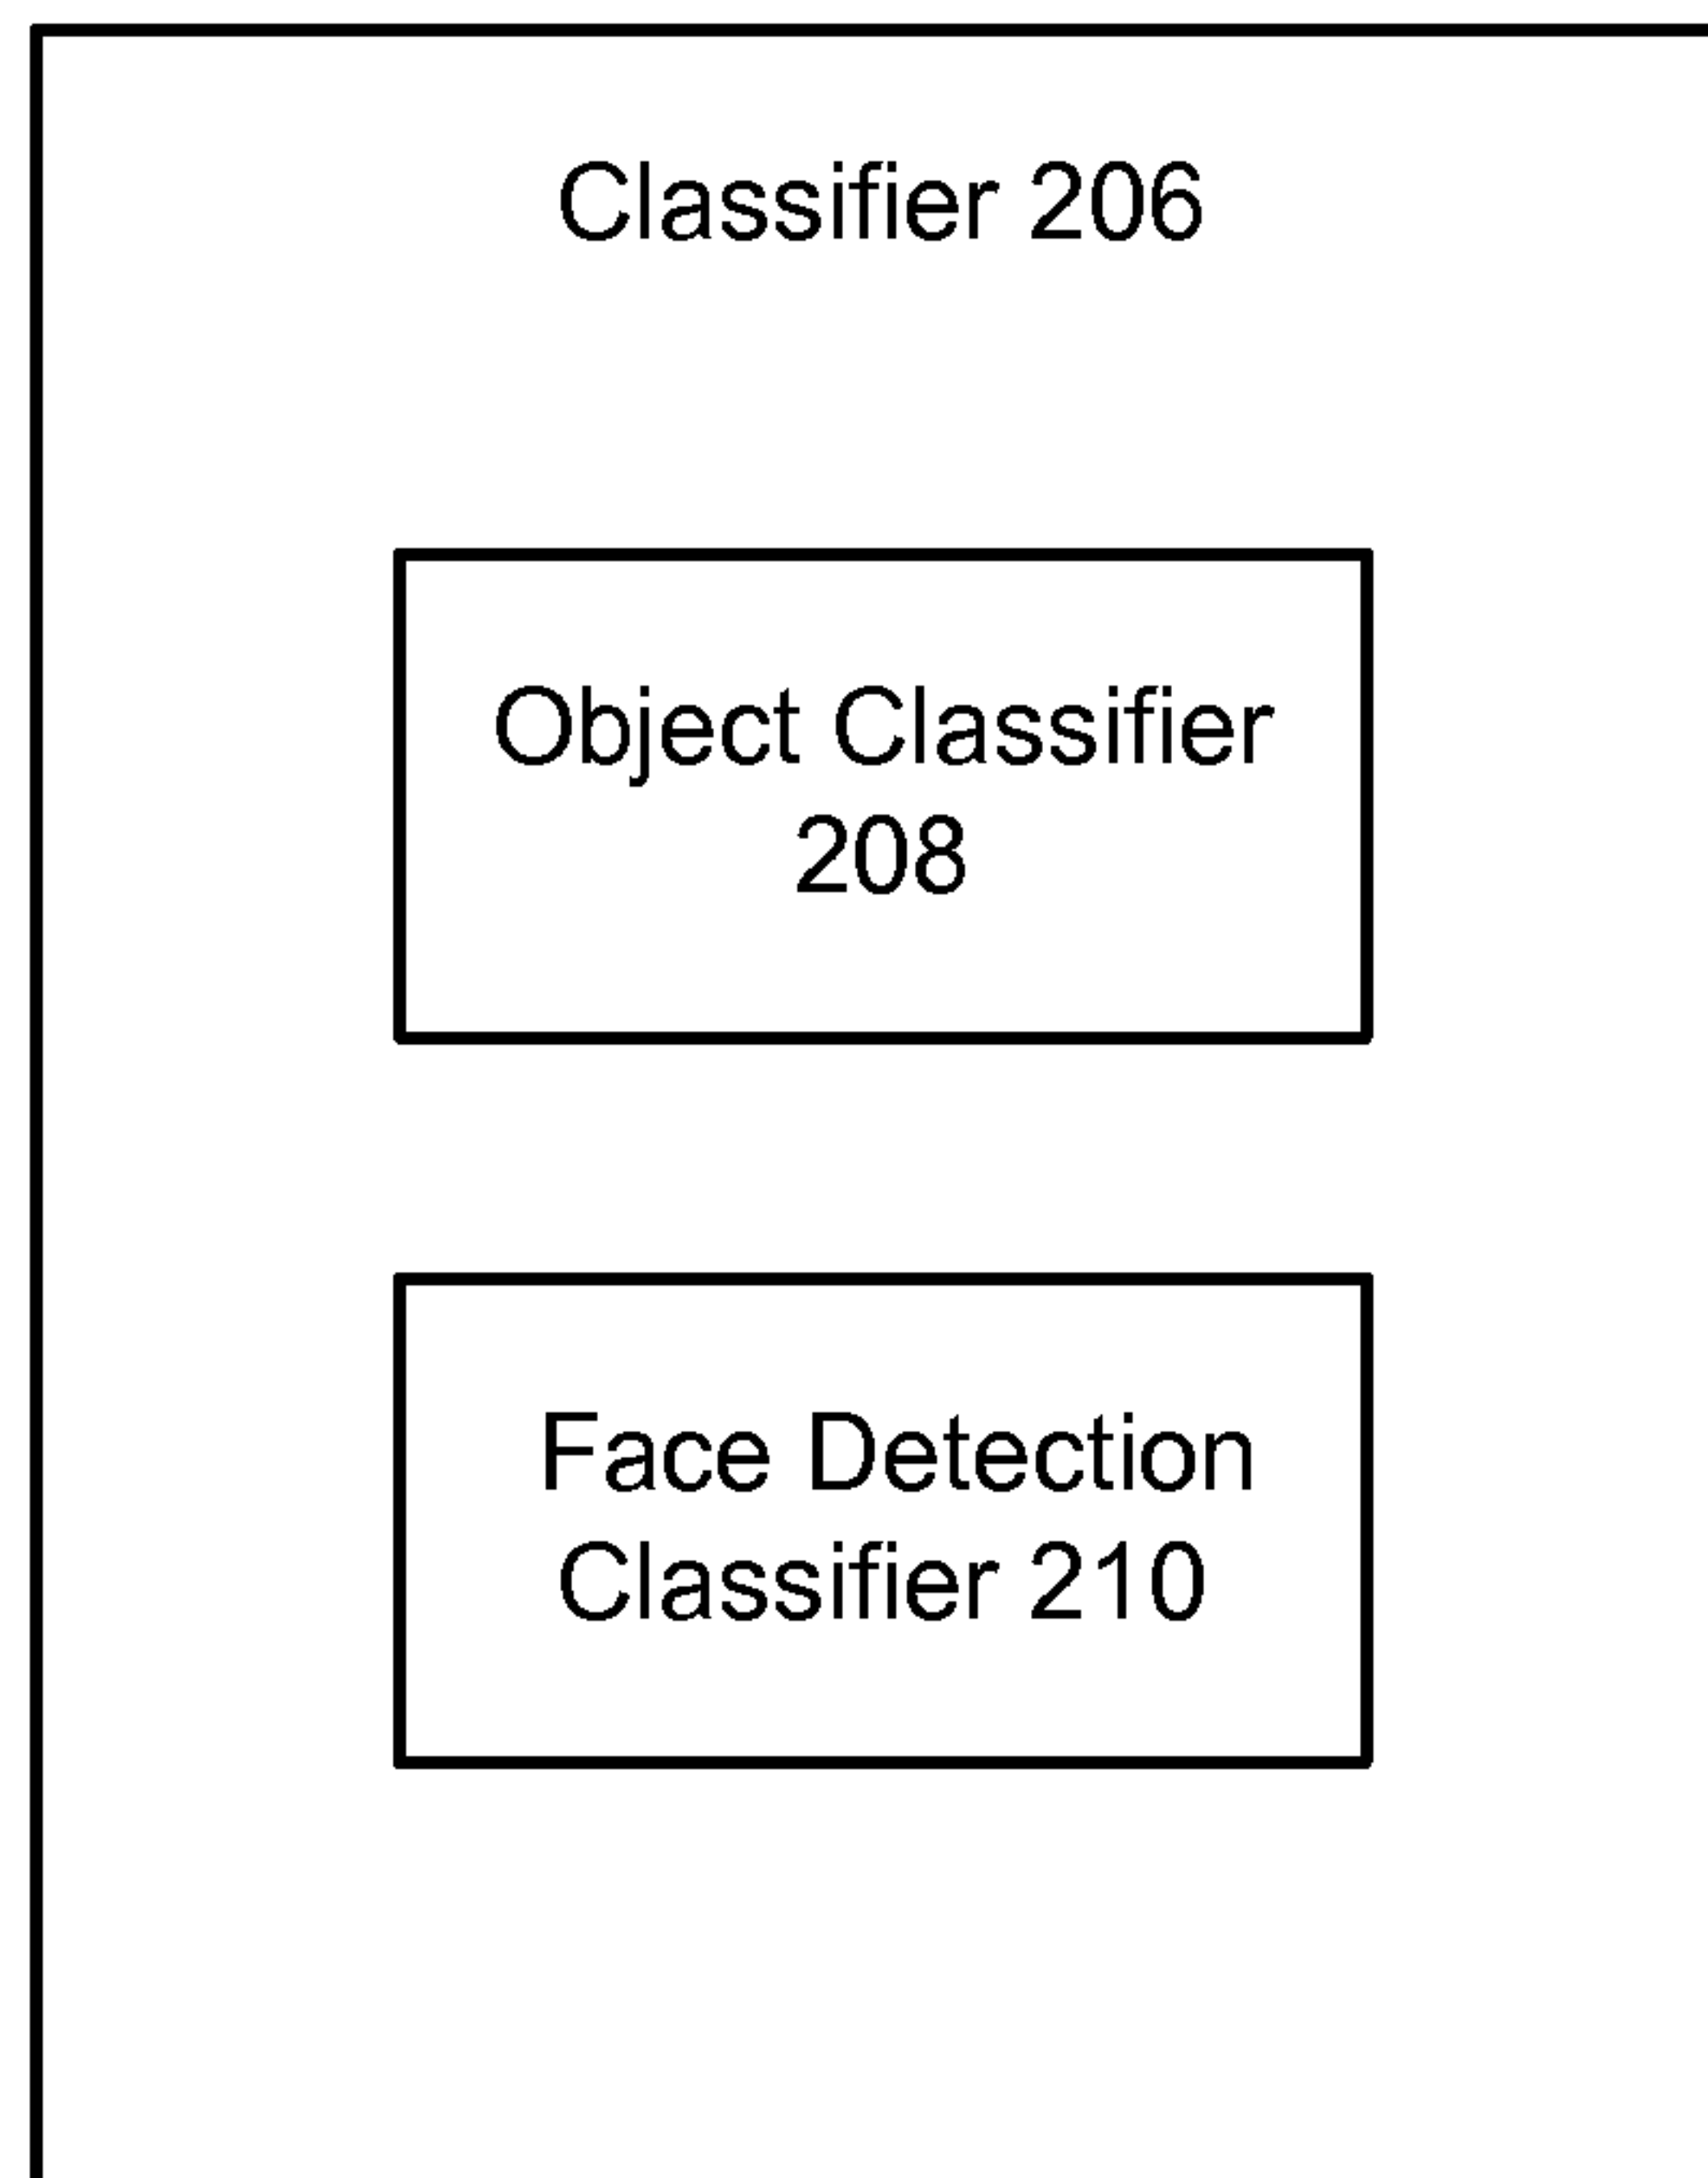 Classifier 206
Object Classifier
208
Face Detection
Classifier 210